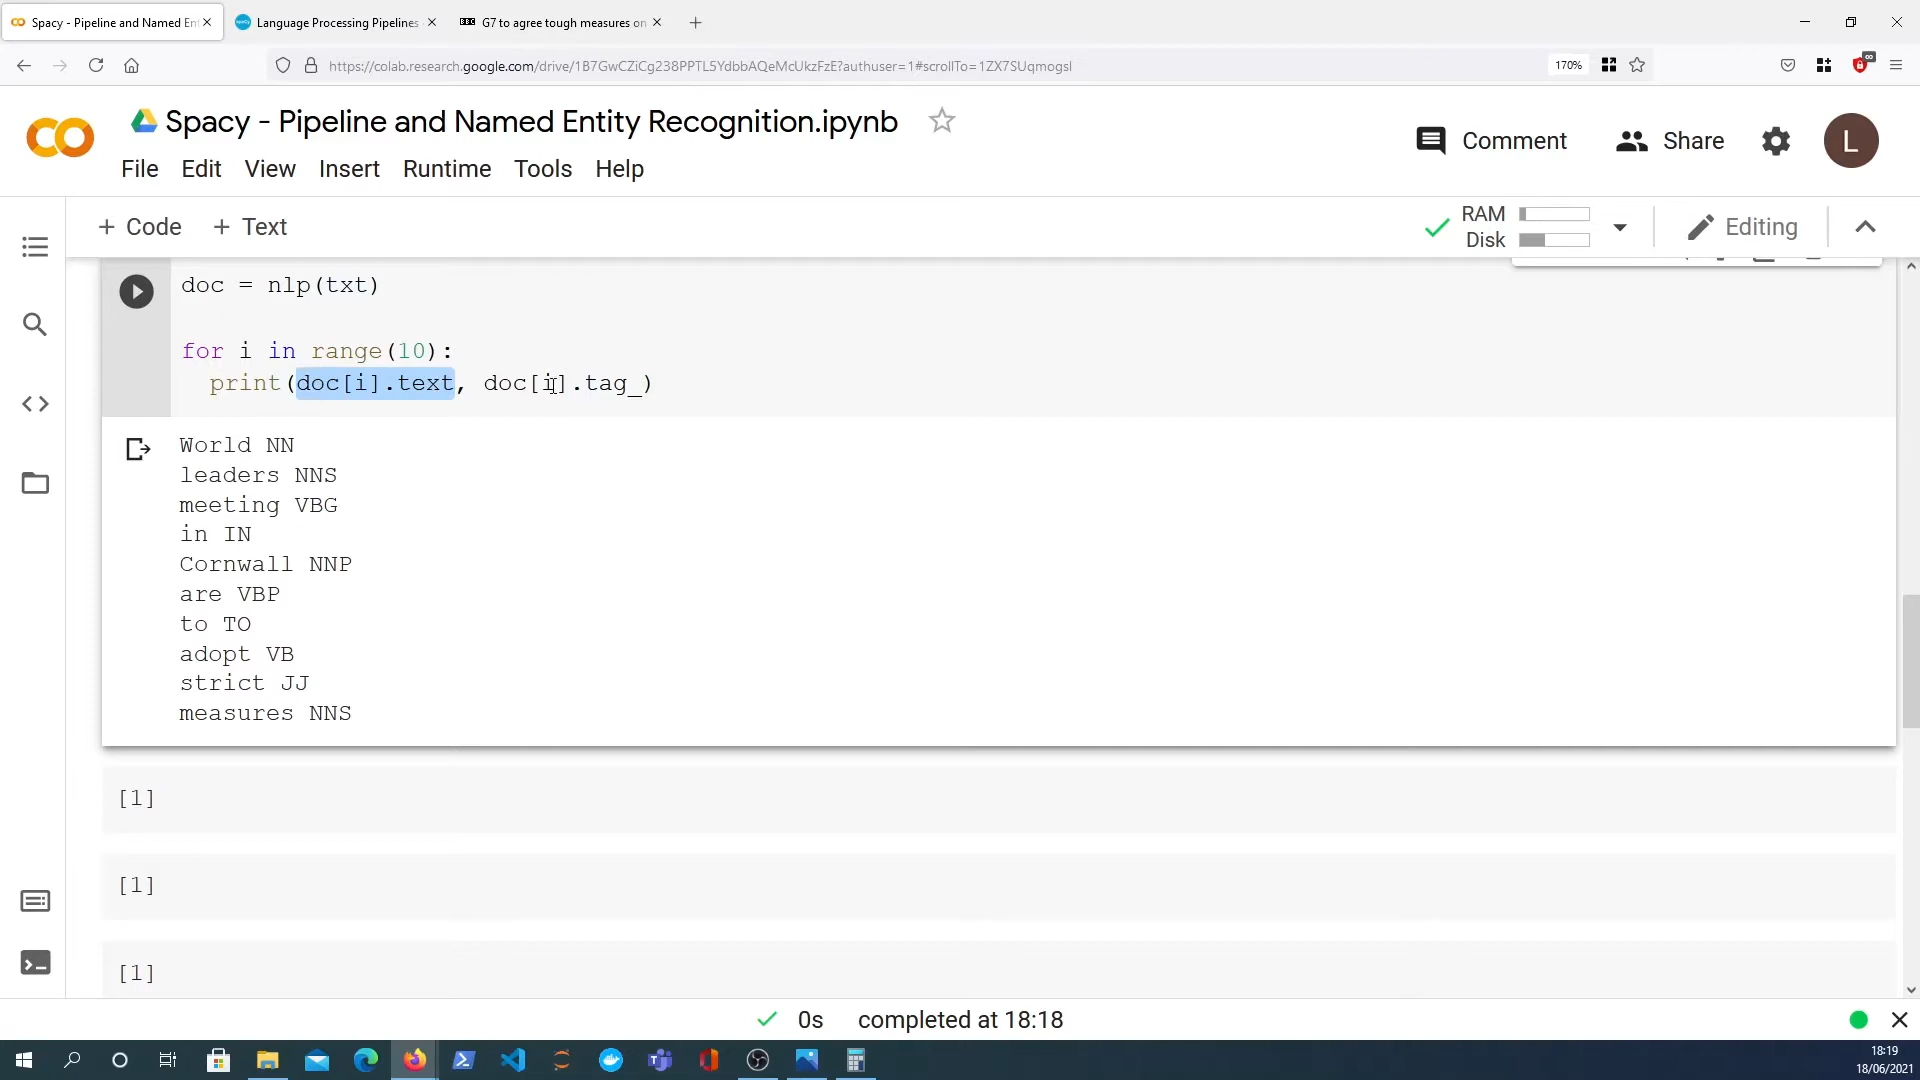 Spacy - Pipeline and Named Ent
Language Processing Pipelines
BBC G7 to agree tough measures on
https://colab.research.google.com/drive/1B7GwCZiCg238PPTL5YdbbAQeMcUkzFzE?authuser=1#scrollTo=1ZX7SUqmogsl
170%
Spacy - Pipeline and Named Entity Recognition.ipynb
Comment
Share
L
File Edit View Insert Runtime Tools Help
+ Code + Text
RAM
Disk
Editing
doc = nlp(txt)
for i in range(10):
print(doc[i].text, doc[i].tag_)
World NN
leaders NNS
meeting VBG
in IN
Cornwall NNP
are VBP
to TO
adopt VB
strict JJ
measures NNS
[1]
[1]
[1]
0s completed at 18:18
18:19
18/06/2021